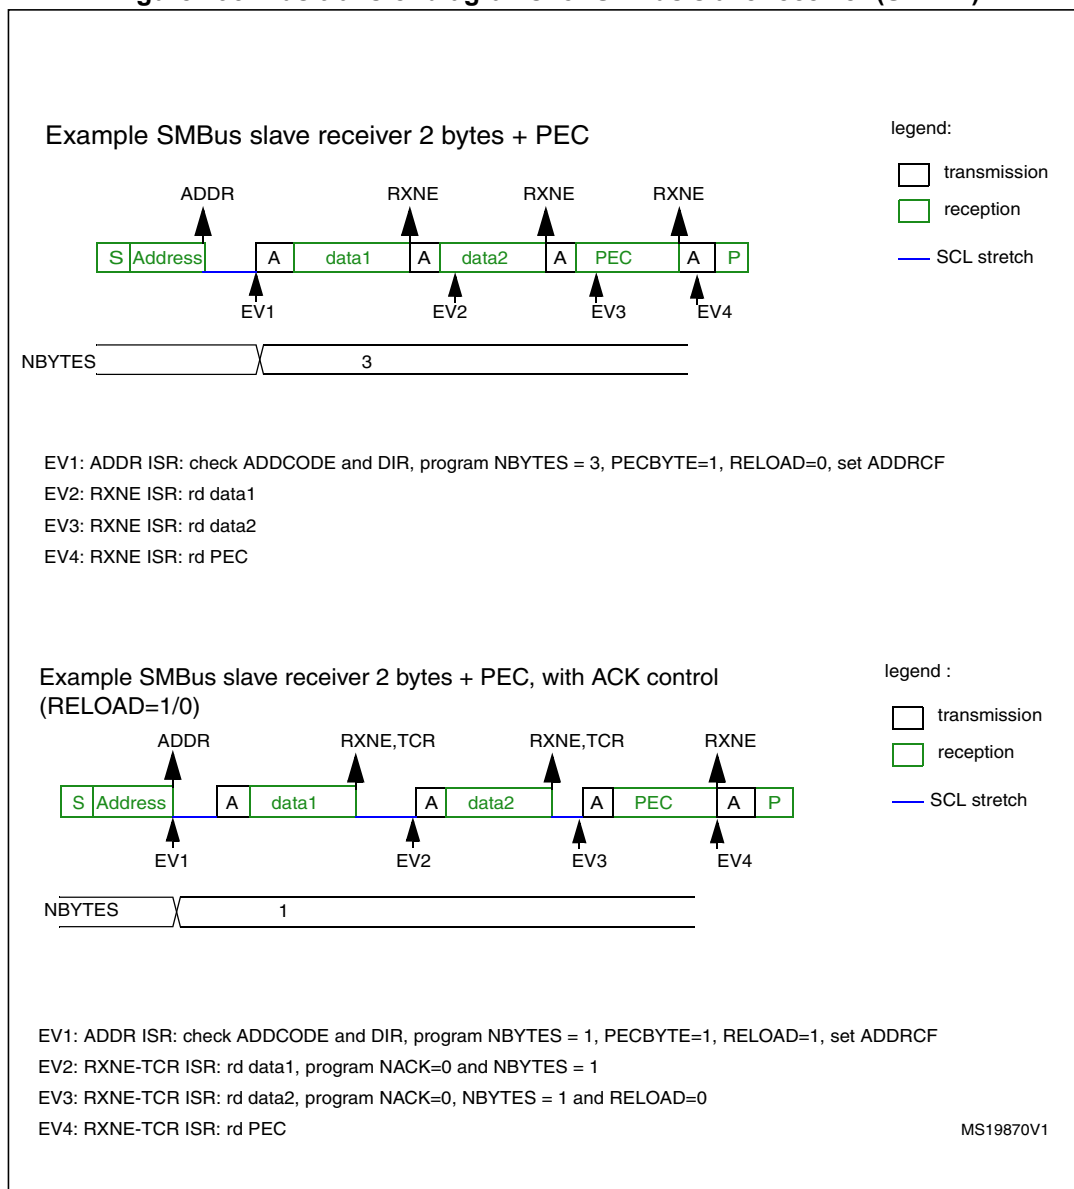 Example SMBus slave receiver 2 bytes + PEC
legend:
transmission
reception
SCL stretch
ADDR RXNE RXNE RXNE
S Address A data1 A data2 A PEC A P
EV1 EV2 EV3 EV4
NBYTES 3
EV1: ADDR ISR: check ADDCODE and DIR, program NBYTES = 3, PECBYTE=1, RELOAD=0, set ADDRCF
EV2: RXNE ISR: rd data1
EV3: RXNE ISR: rd data2
EV4: RXNE ISR: rd PEC
Example SMBus slave receiver 2 bytes + PEC, with ACK control
(RELOAD=1/0)
legend :
transmission
reception
SCL stretch
ADDR RXNE,TCR RXNE,TCR RXNE
S Address A data1 A data2 A PEC A P
EV1 EV2 EV3 EV4
NBYTES 1
EV1: ADDR ISR: check ADDCODE and DIR, program NBYTES = 1, PECBYTE=1, RELOAD=1, set ADDRCF
EV2: RXNE-TCR ISR: rd data1, program NACK=0 and NBYTES = 1
EV3: RXNE-TCR ISR: rd data2, program NACK=0, NBYTES = 1 and RELOAD=0
EV4: RXNE-TCR ISR: rd PEC
MS19870V1